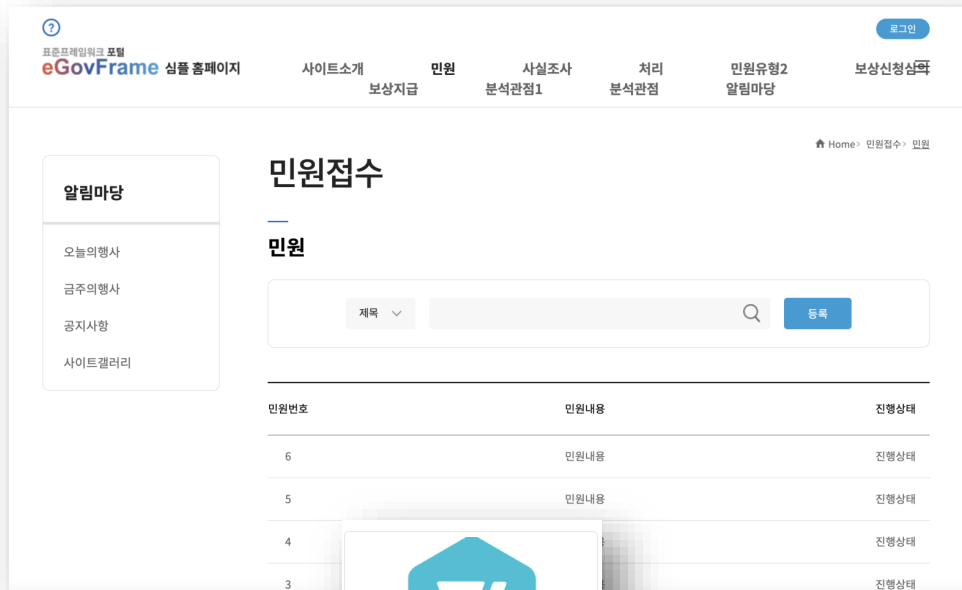 로그인
표준프레임워크 포털
eGovFrame 심플 홈페이지
사이트소개 민원 사실조사 처리 민원유형2 보상신청심의
보상지급 분석관점1 분석관점 알림마당
Home> 민원접수> 민원
알림마당
오늘의행사
금주의행사
공지사항
사이트갤러리
민원접수
민원
제목
등록
민원번호 민원내용 진행상태
6 민원내용 진행상태
5 민원내용 진행상태
4 진행상태
3 진행상태